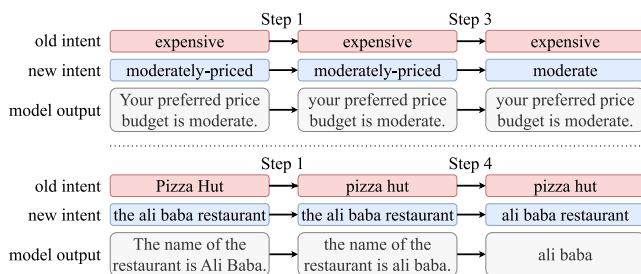 Step 1 Step 3
old intent expensive expensive expensive
new intent moderately-priced moderately-priced moderate
model output Your preferred price budget is moderate. your preferred price budget is moderate. your preferred price budget is moderate.
Step 1 Step 4
old intent Pizza Hut pizza hut pizza hut
new intent the ali baba restaurant the ali baba restaurant ali baba restaurant
model output The name of the restaurant is Ali Baba. the name of the restaurant is ali baba. ali baba